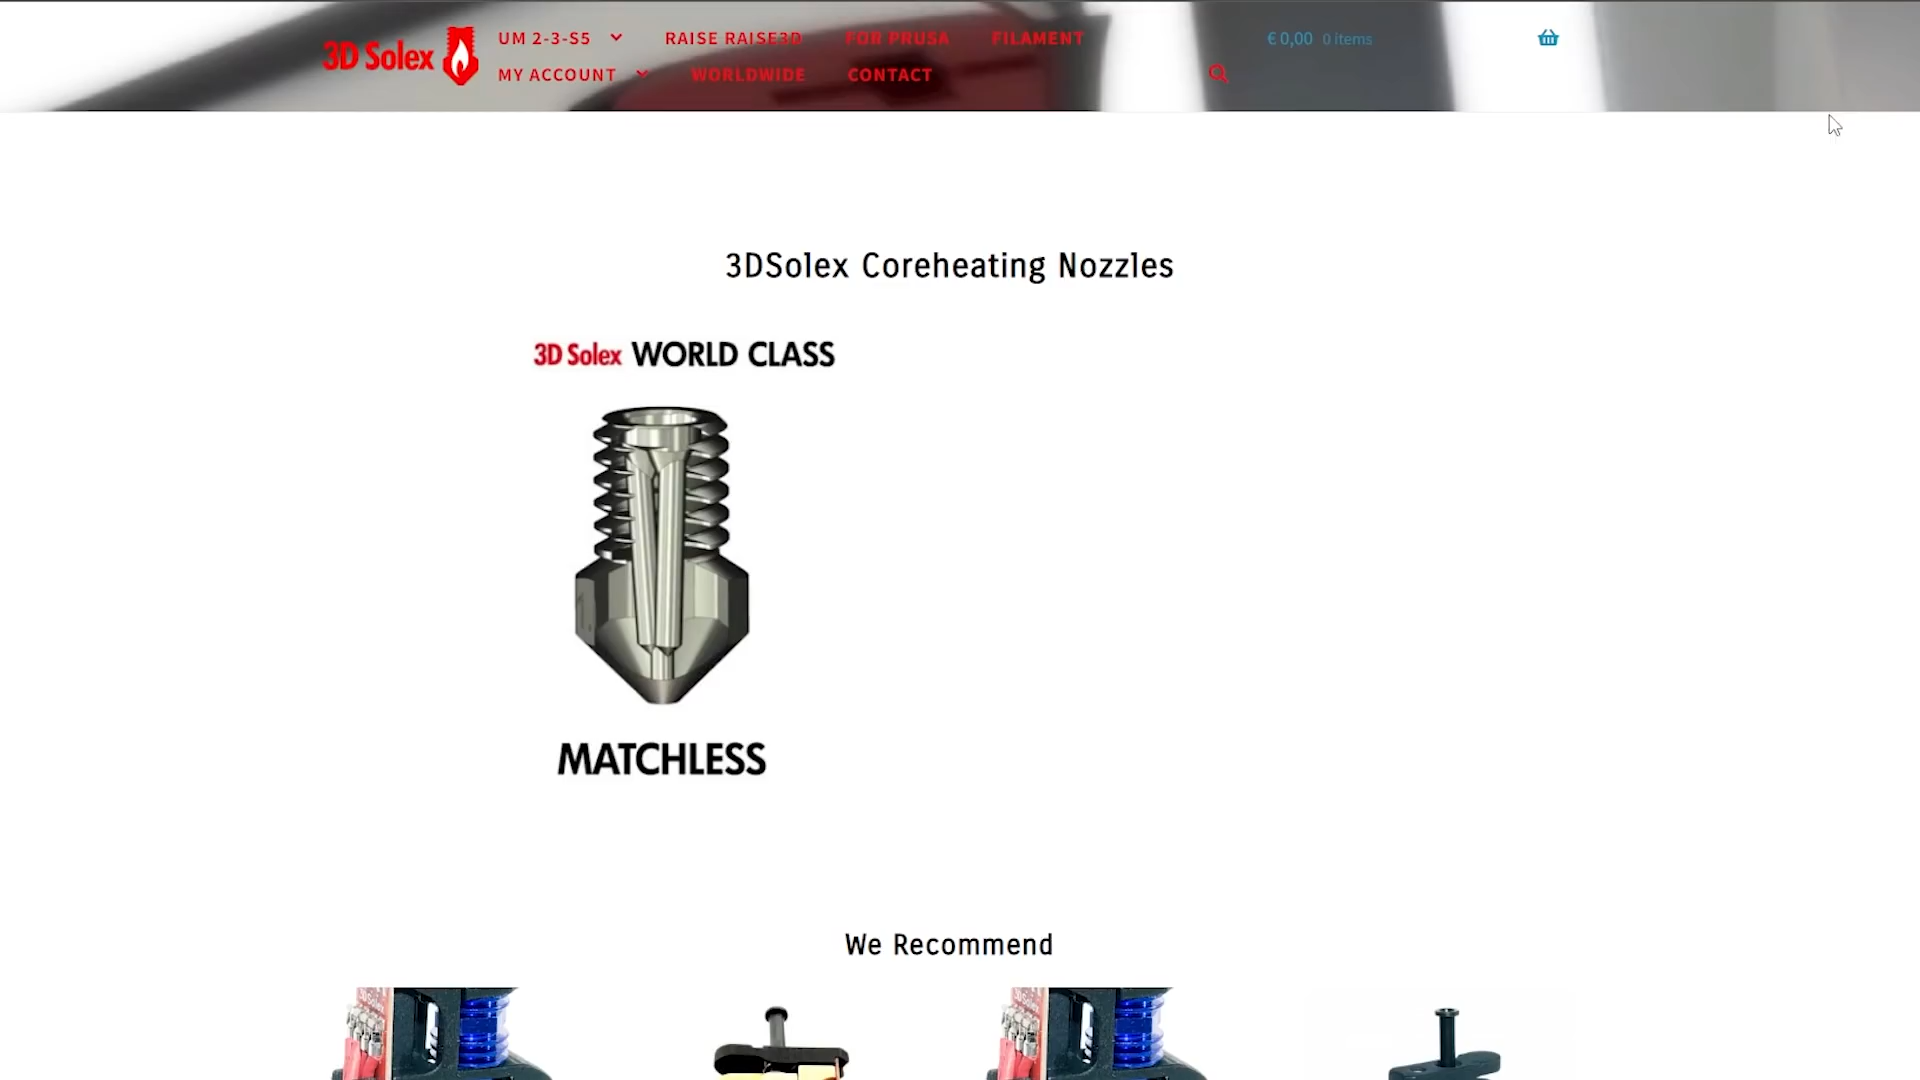 3D Solex
UM 2-3-S5
RAISE RAISE3D
FOR PRUSA
FILAMENT
€ 0,00 0 items
MY ACCOUNT
WORLDWIDE
CONTACT
3DSolex Coreheating Nozzles
3D Solex WORLD CLASS
MATCHLESS
We Recommend